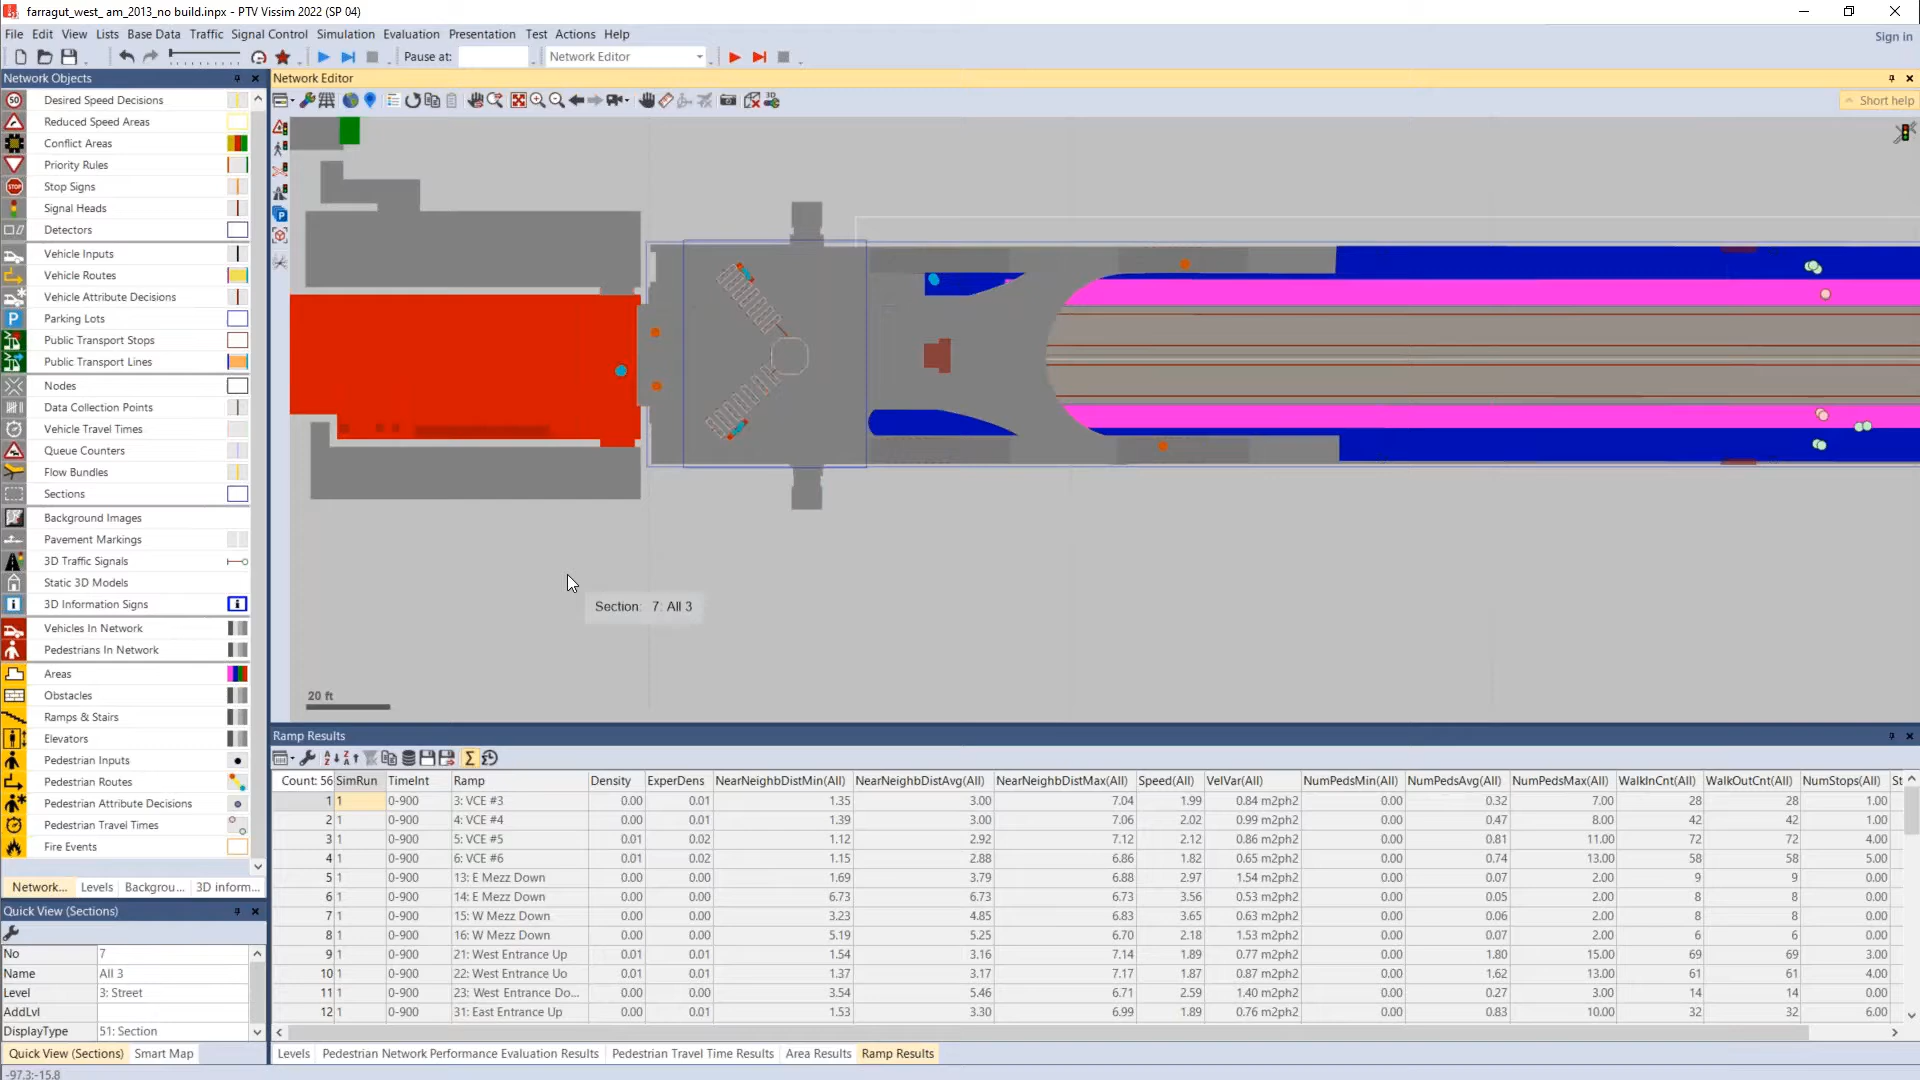 farragut_west_ am_2013_no build.inpx - PTV Vissim 2022 (SP 04)
File Edit View Lists Base Data Traffic Signal Control Simulation Evaluation Presentation Test Actions Help
Sign in
Pause at: Network Editor
Network Objects
Network Editor
Short help
Desired Speed Decisions
Reduced Speed Areas
Conflict Areas
Priority Rules
Stop Signs
Signal Heads
Detectors
Vehicle Inputs
Vehicle Routes
Vehicle Attribute Decisions
Parking Lots
Public Transport Stops
Public Transport Lines
Nodes
Data Collection Points
Vehicle Travel Times
Queue Counters
Flow Bundles
Sections
Background Images
Pavement Markings
3D Traffic Signals
Static 3D Models
3D Information Signs
Vehicles In Network
Pedestrians In Network
Areas
Obstacles
Ramps & Stairs
Elevators
Pedestrian Inputs
Pedestrian Routes
Pedestrian Attribute Decisions
Pedestrian Travel Times
Fire Events
Network... Levels Backgrou... 3D inform...
Quick View (Sections)
No 7
Name All 3
Level 3: Street
AddLvl
DisplayType 51: Section
Quick View (Sections) Smart Map
-97.3:-15.8
Section: 7: All 3
20 ft
Ramp Results
Count: 56 SimRun TimeInt Ramp Density ExperDens NearNeighbDistMin(All) NearNeighbDistAvg(All) NearNeighbDistMax(All) Speed(All) VelVar(All) NumPedsMin(All) NumPedsAvg(All) NumPedsMax(All) WalkInCnt(All) WalkOutCnt(All) NumStops(All) St
1 1 0-900 3: VCE #3 0.00 0.01 1.35 3.00 7.04 1.99 0.84 m2ph2 0.00 0.32 7.00 28 28 1.00
2 1 0-900 4: VCE #4 0.00 0.01 1.39 3.00 7.06 2.02 0.99 m2ph2 0.00 0.47 8.00 42 42 1.00
3 1 0-900 5: VCE #5 0.01 0.02 1.12 2.92 7.12 2.12 0.86 m2ph2 0.00 0.81 11.00 72 72 4.00
4 1 0-900 6: VCE #6 0.01 0.02 1.15 2.88 6.86 1.82 0.65 m2ph2 0.00 0.74 13.00 58 58 5.00
5 1 0-900 13: E Mezz Down 0.00 0.00 1.69 3.79 6.88 2.97 1.54 m2ph2 0.00 0.07 2.00 9 9 0.00
6 1 0-900 14: E Mezz Down 0.00 0.00 6.73 6.73 6.73 3.56 0.53 m2ph2 0.00 0.05 2.00 8 8 0.00
7 1 0-900 15: W Mezz Down 0.00 0.00 3.23 4.85 6.83 3.65 0.63 m2ph2 0.00 0.06 2.00 8 8 0.00
8 1 0-900 16: W Mezz Down 0.00 0.00 5.19 5.25 6.70 2.18 1.53 m2ph2 0.00 0.07 2.00 6 6 0.00
9 1 0-900 21: West Entrance Up 0.01 0.01 1.54 3.16 7.14 1.89 0.77 m2ph2 0.00 1.80 15.00 69 69 3.00
10 1 0-900 22: West Entrance Uo 0.01 0.01 1.37 3.17 7.17 1.87 0.87 m2ph2 0.00 1.62 13.00 61 61 4.00
11 1 0-900 23: West Entrance Do... 0.00 0.00 3.54 5.46 6.71 2.59 1.40 m2ph2 0.00 0.27 3.00 14 14 0.00
12 1 0-900 31: East Entrance Up 0.00 0.01 1.53 3.30 6.99 1.89 0.76 m2ph2 0.00 0.83 10.00 32 32 6.00
Levels Pedestrian Network Performance Evaluation Results Pedestrian Travel Time Results Area Results Ramp Results